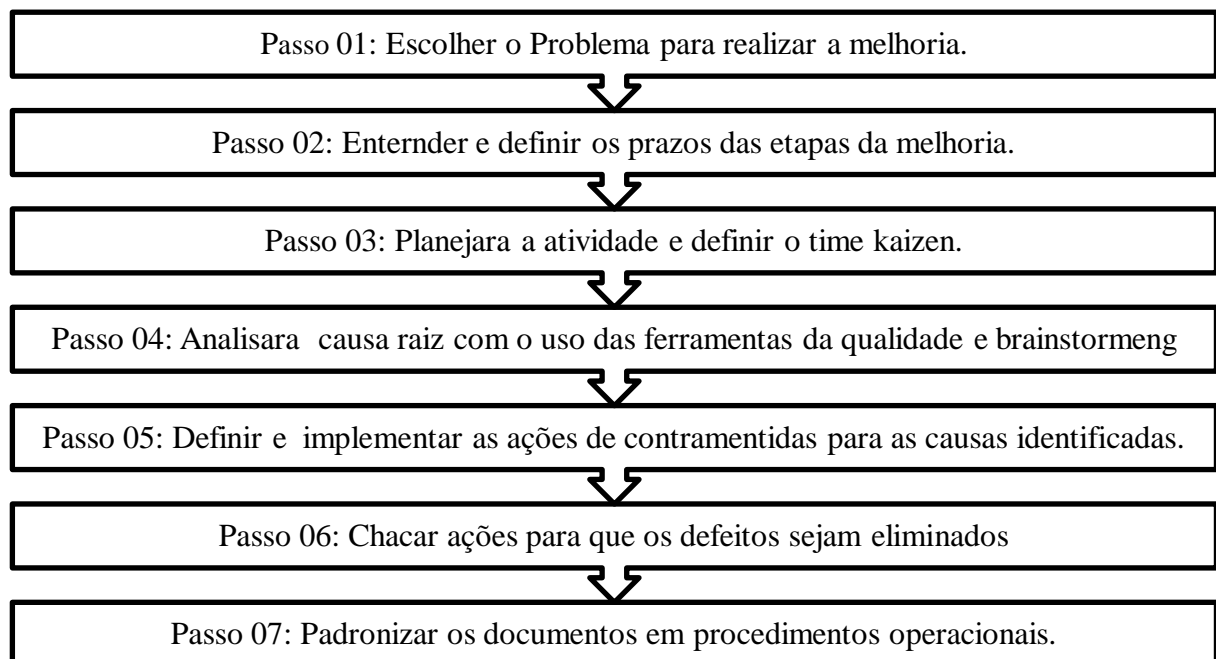 Passo 01: Escolher o Problema para realizar a melhoria.
Passo 02: Enternder e definir os prazos das etapas da melhoria.
Passo 03: Planejara a atividade e definir o time kaizen.
Passo 04: Analisara  causa raiz com o uso das ferramentas da qualidade e brainstormeng
Passo 05: Definir e  implementar as ações de contramentidas para as causas identificadas.
Passo 06: Chacar ações para que os defeitos sejam eliminados
Passo 07: Padronizar os documentos em procedimentos operacionais.